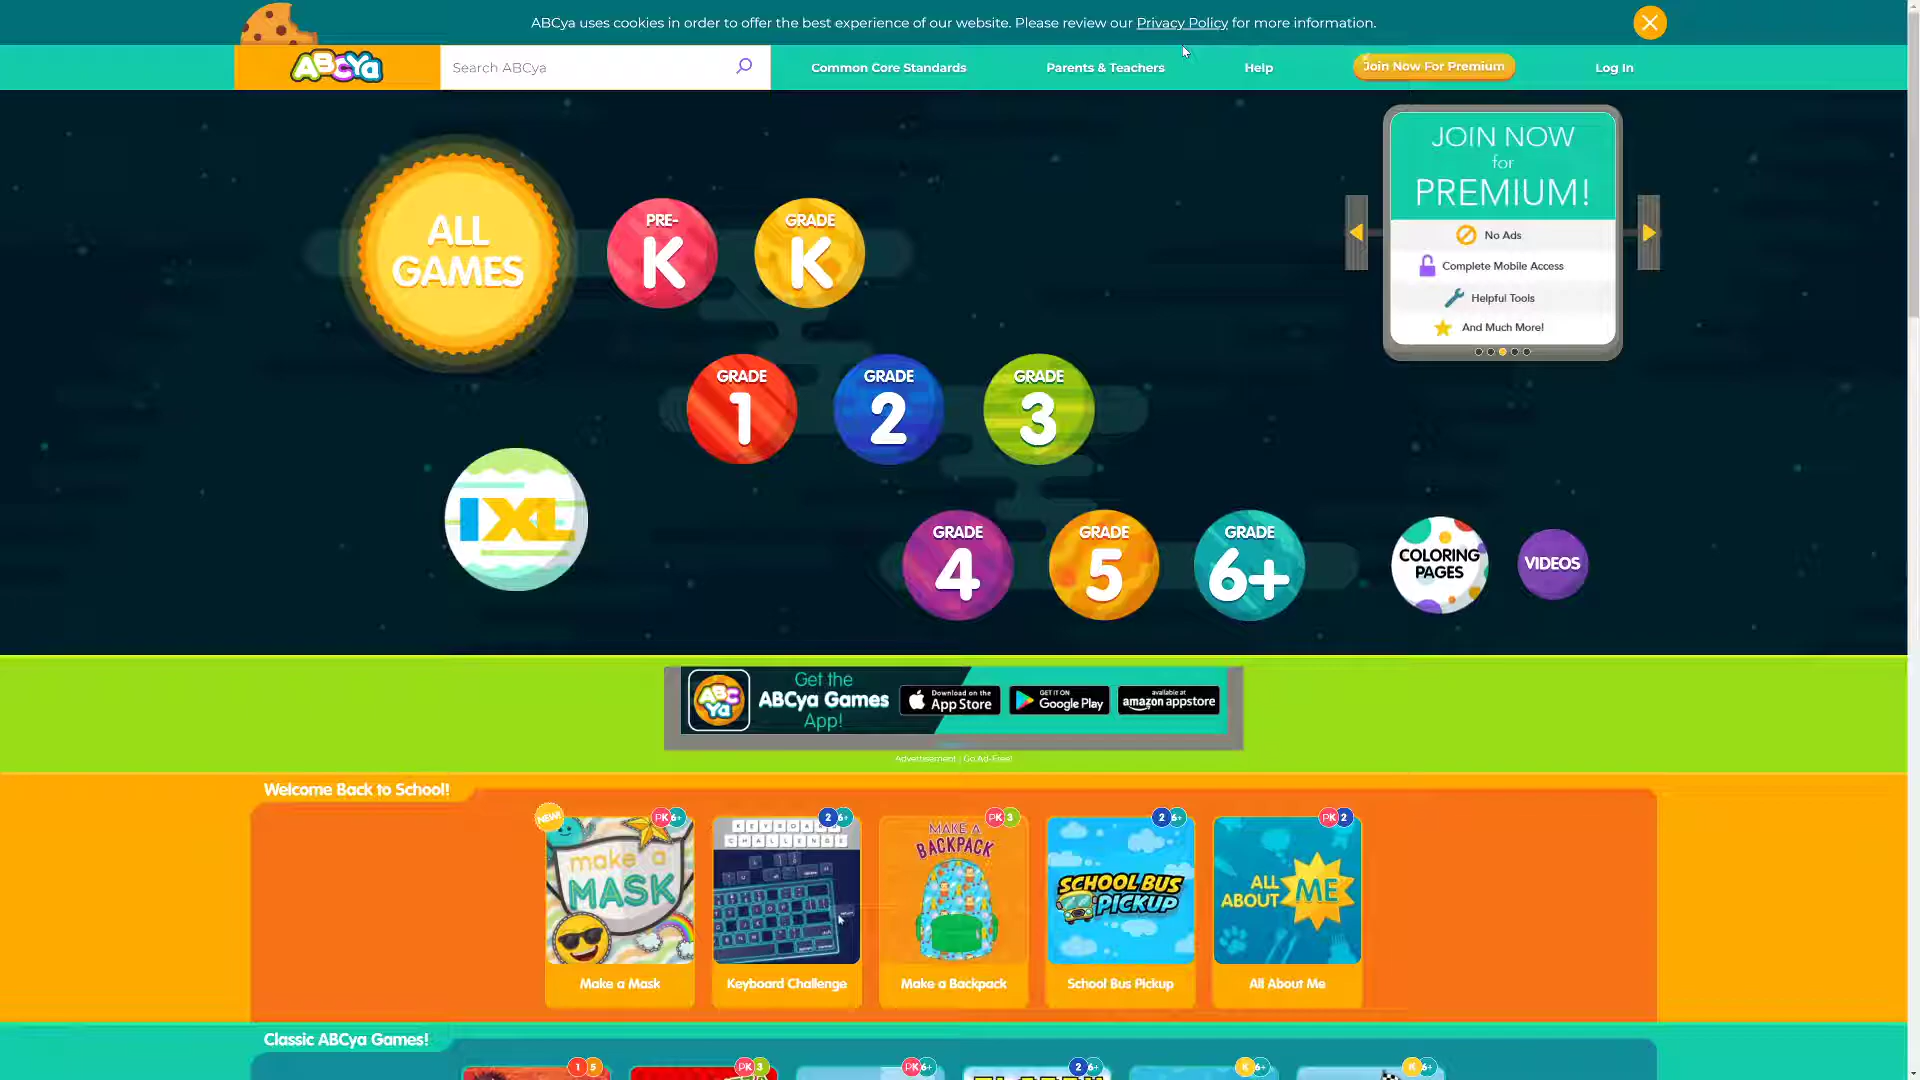 ABCya uses cookies in order to offer the best experience of our website. Please review our Privacy Policy for more information.
ABCya
Search ABCya
Common Core Standards
Parents & Teachers
Help
Join Now For Premium
Log In
ALL
GAMES
PRE-
K
GRADE
K
JOIN NOW
for
PREMIUM!
No Ads
Complete Mobile Access
Helpful Tools
And Much More!
GRADE
1
GRADE
2
GRADE
3
IXL
GRADE
4
GRADE
5
GRADE
6+
COLORING
PAGES
VIDEOS
ABC
Ya
Get the
ABCya Games
App!
Download on the
App Store
GET IT ON
Google Play
available at
amazon appstore
Advertisement | Go Ad-Free!
Welcome Back to School!
NEW!
PK 6+
make a
MASK
Make a Mask
2 6+
KEYBOARD
CHALLENGE
Keyboard Challenge
PK 3
MAKE A
BACKPACK
Make a Backpack
2 6+
SCHOOL BUS
PICKUP
School Bus Pickup
PK 2
ALL
ABOUT
ME
All About Me
Classic ABCya Games!
1 5
PK 3
PK 6+
2 6+
K 6+
K 6+